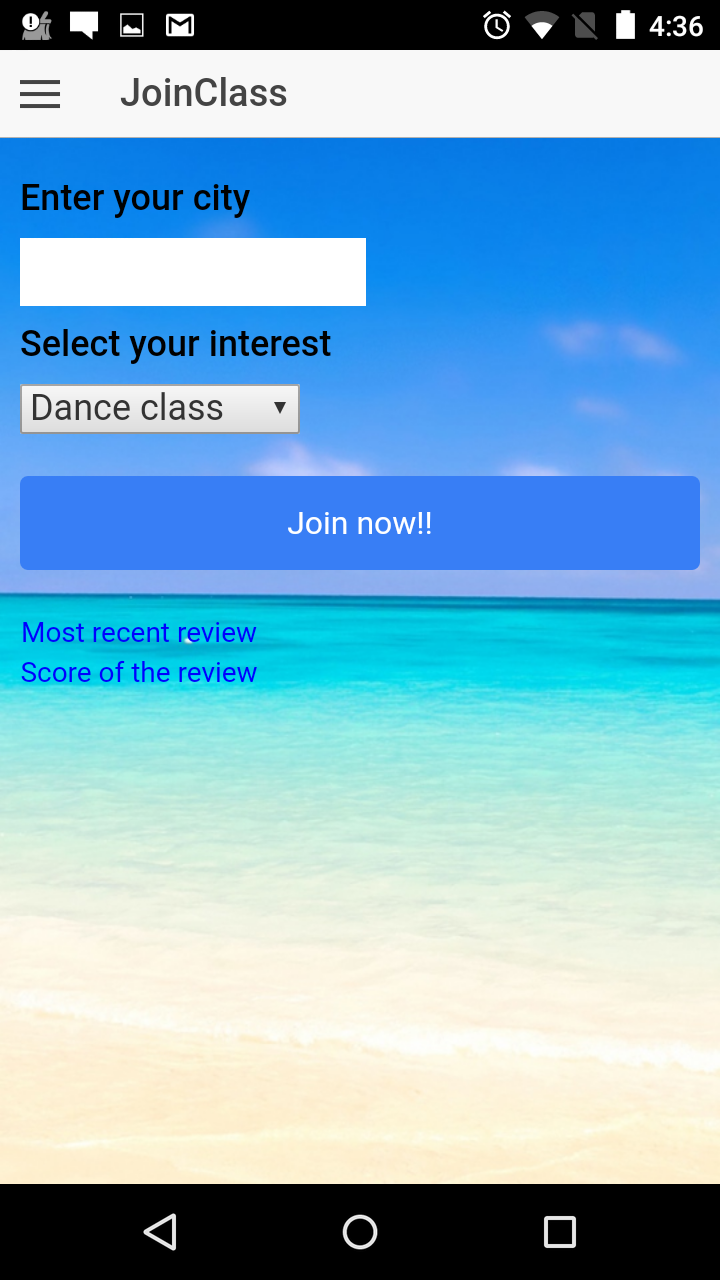 4:36
JoinClass
Enter your city
Select your interest
Dance class
Join now!!
Most recent review
Score of the review